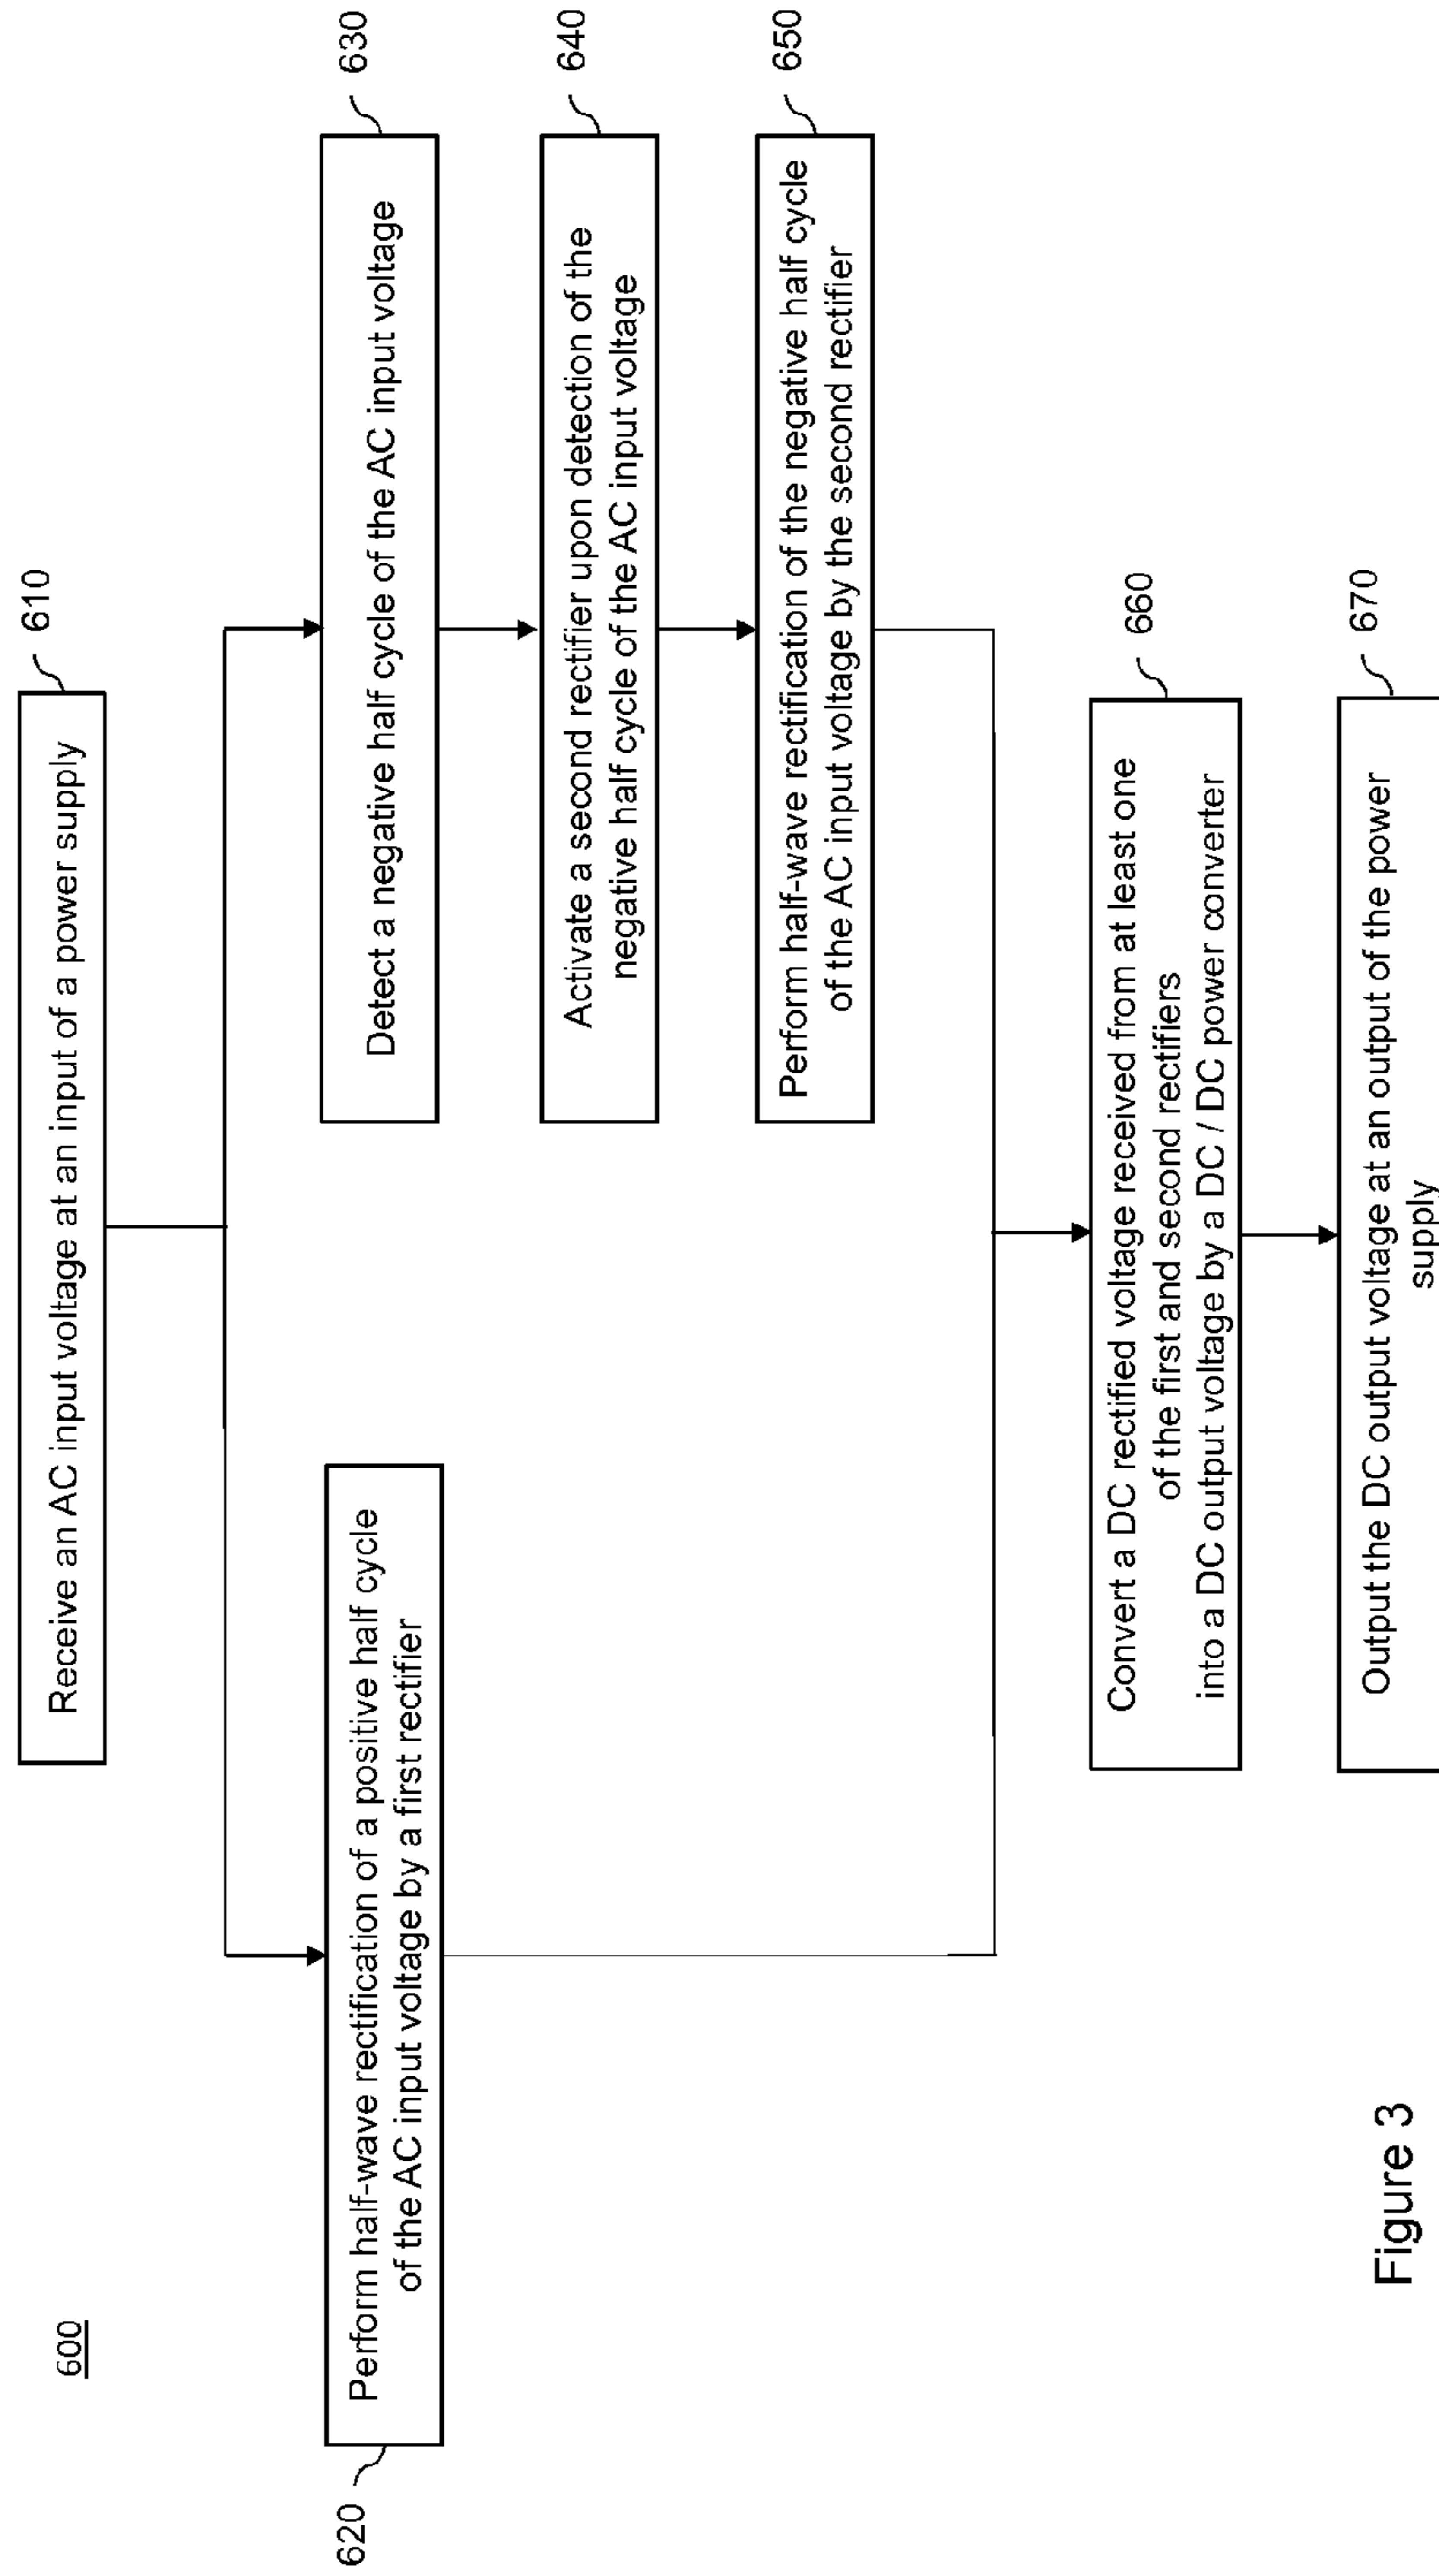 600
Receive an AC input voltage at an input of a power supply
610
620
Perform half-wave rectification of a positive half cycle
of the AC input voltage by a first rectifier
Detect a negative half cycle of the AC input voltage
630
Activate a second rectifier upon detection of the
negative half cycle of the AC input voltage
640
Perform half-wave rectification of the negative half cycle
of the AC input voltage by the second rectifier
650
Convert a DC rectified voltage received from at least one
of the first and second rectifiers
into a DC output voltage by a DC / DC power converter
660
Output the DC output voltage at an output of the power
supply
670
Figure 3